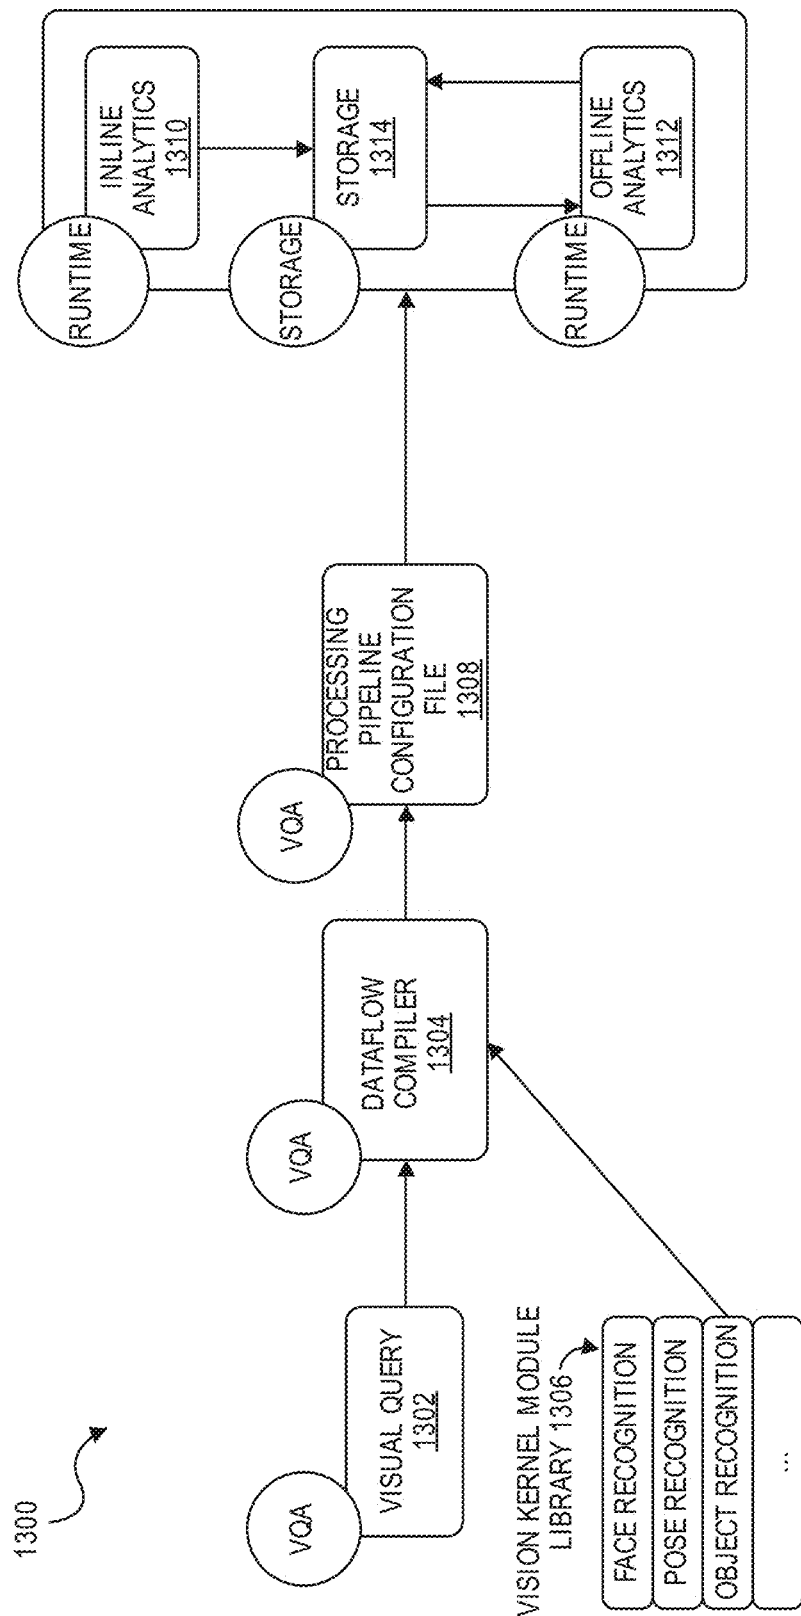 1300
VQA
VISUAL QUERY
1302
VISION KERNEL MODULE
LIBRARY 1306
FACE RECOGNITION
POSE RECOGNITION
OBJECT RECOGNITION
...
VQA
DATAFLOW
COMPILER
1304
VQA
PROCESSING
PIPELINE
CONFIGURATION
FILE
1308
RUNTIME
INLINE
ANALYTICS
1310
STORAGE
STORAGE
1314
RUNTIME
OFFLINE
ANALYTICS
1312